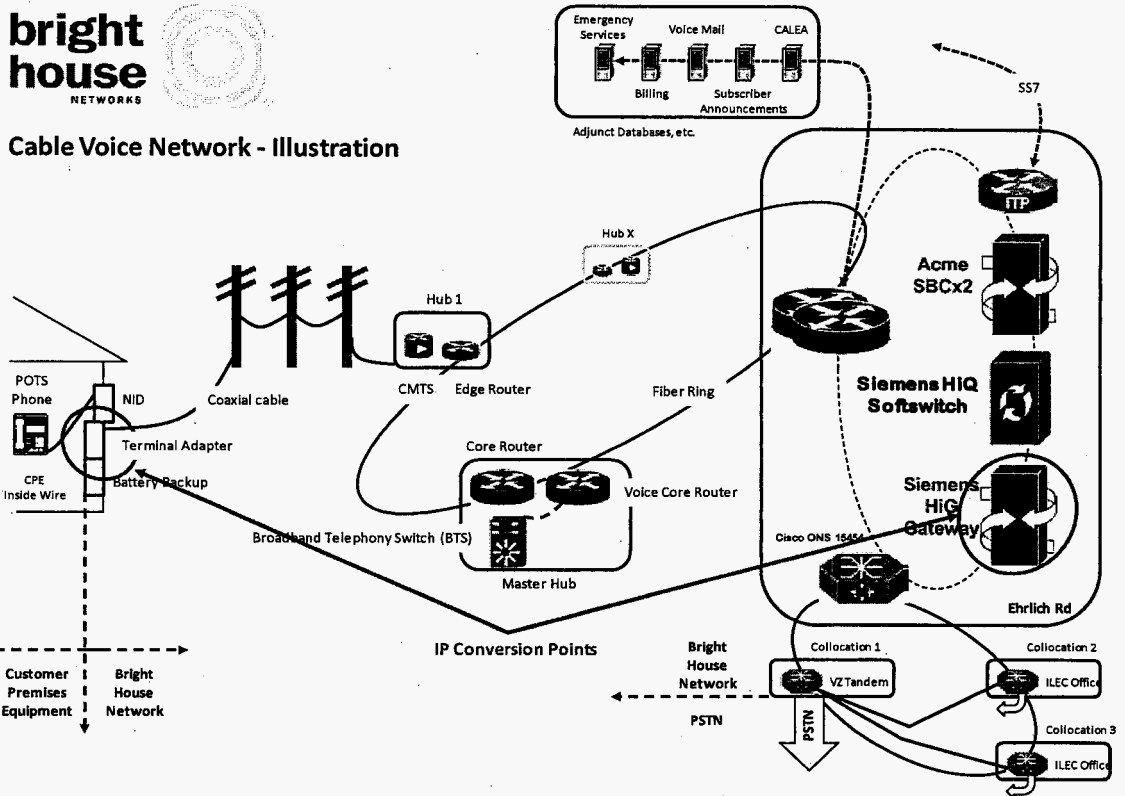 bright
house
NETWORKS
Cable Voice Network - Illustration
Emergency
Services
Voice Mail
CALEA
Billing
Subscriber
Announcements
Adjunct Databases, etc.
SS7
ITP
Hub X
Acme
SBCx2
Hub 1
CMTS
Edge Router
POTS
Phone
NID
Coaxial cable
Fiber Ring
Siemens HiQ
Softswitch
Terminal Adapter
Core Router
CPE
Inside Wire
Battery Backup
Voice Core Router
Siemens
HiG
Gateway
Broadband Telephony Switch (BTS)
Cisco ONS 15454
Master Hub
Ehrlich Rd
IP Conversion Points
Customer
Premises
Equipment
Bright
House
Network
Bright
House
Network
PSTN
Collocation 1
VZ Tandem
PSTN
Collocation 2
ILEC Office
Collocation 3
ILEC Office